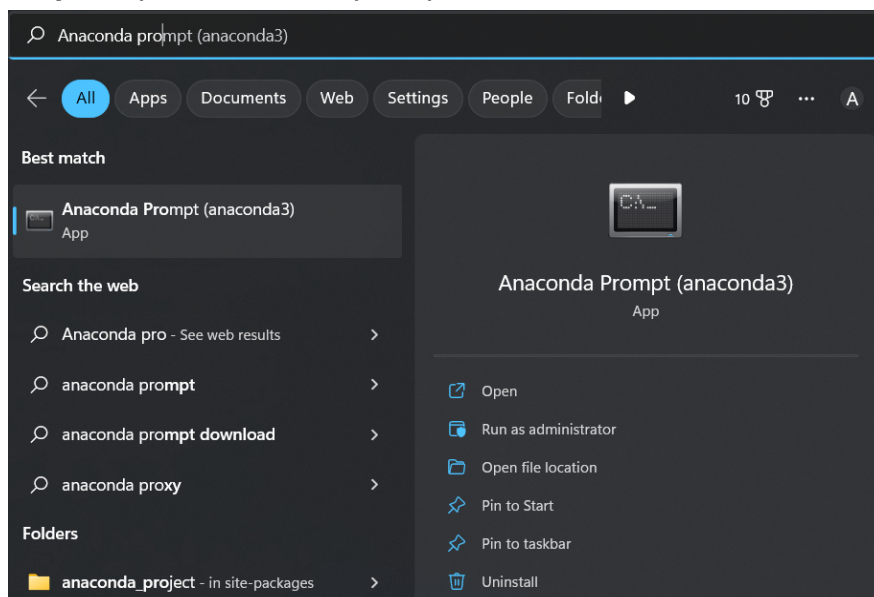 Anaconda prompt (anaconda3)
All Apps Documents Web Settings People Folde 10 A
Best match
Anaconda Prompt (anaconda3)
App
Search the web
Anaconda pro - See web results
anaconda prompt
anaconda prompt download
anaconda proxy
Folders
anaconda_project - in site-packages
C:\_
Anaconda Prompt (anaconda3)
App
Open
Run as administrator
Open file location
Pin to Start
Pin to taskbar
Uninstall